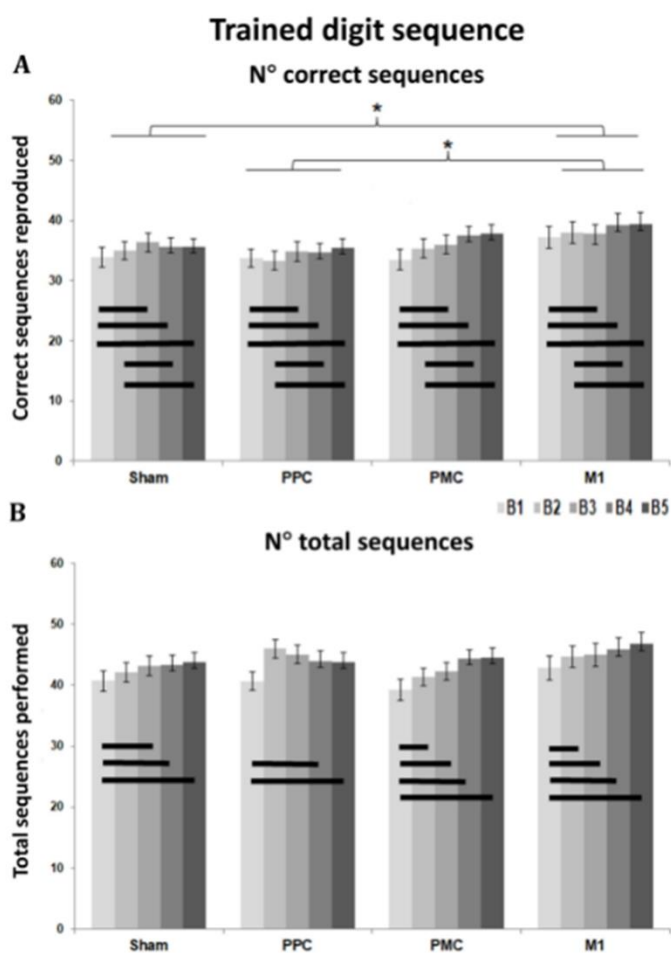 Trained digit sequence
A
N° correct sequences
*
*
Correct sequences reproduced
60
50
40
30
20
10
0
Sham PPC PMC M1
B1 B2 B3 B4 B5
B
N° total sequences
Total sequences performed
60
50
40
30
20
10
0
Sham PPC PMC M1